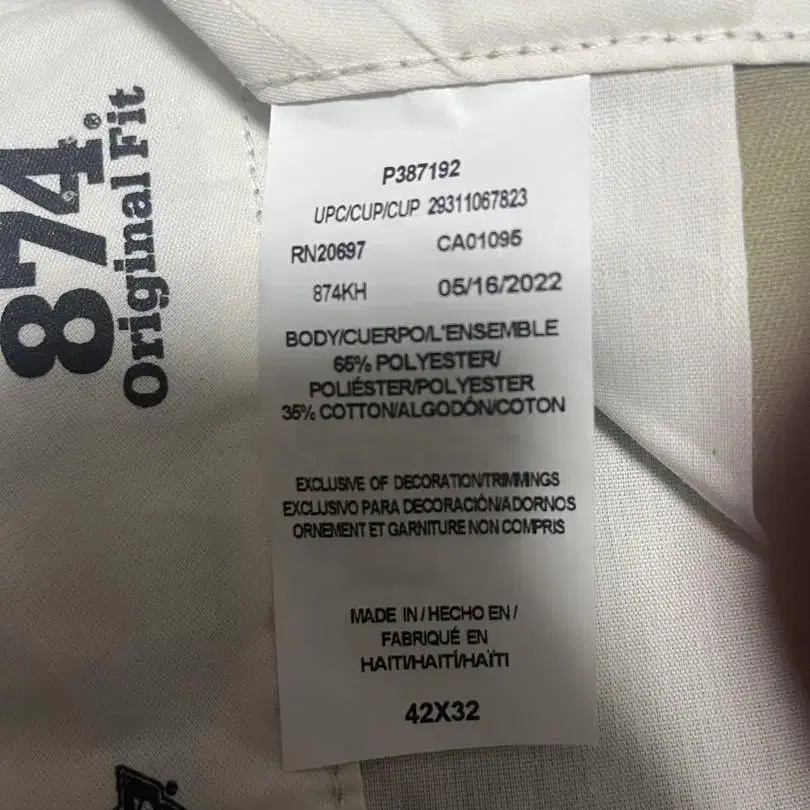 874®
Original Fit
P387192
UPC/CUP/CUP 29311067823
RN20697 CA01095
874KH 05/16/2022
BODY/CUERPO/L'ENSEMBLE
65% POLYESTER/
POLIÉSTER/POLYESTER
35% COTTON/ALGODÓN/COTON
EXCLUSIVE OF DECORATION/TRIMMINGS
EXCLUSIVO PARA DECORACIÓN/ADORNOS
ORNEMENT ET GARNITURE NON COMPRIS
MADE IN / HECHO EN /
FABRIQUÉ EN
HAITI/HAITÍ/HAÏTI
42X32